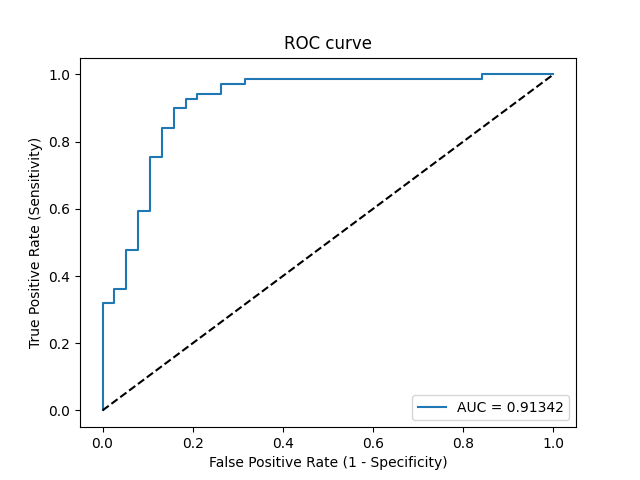 ROC curve
True Positive Rate (Sensitivity)
1.0
0.8
0.6
0.4
0.2
0.0
AUC = 0.91342
0.0 0.2 0.4 0.6 0.8 1.0
False Positive Rate (1 - Specificity)